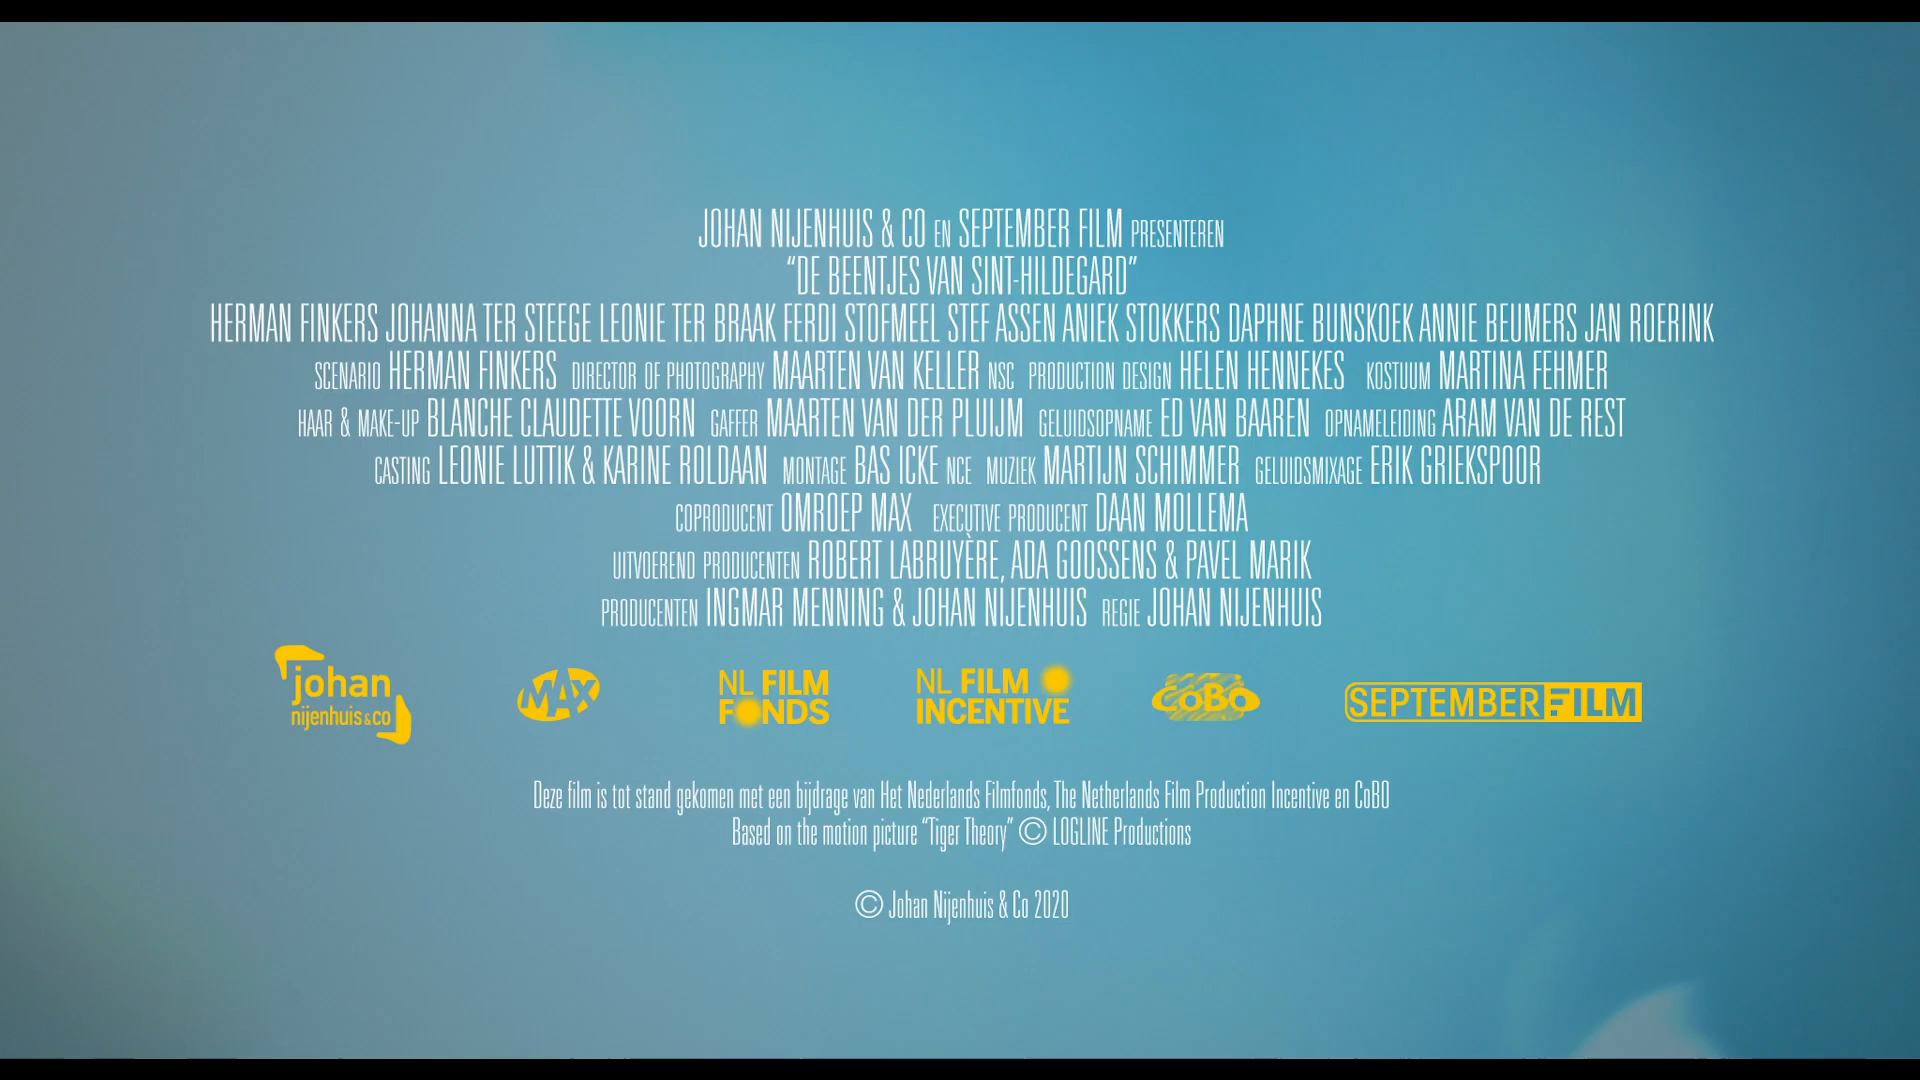 JOHAN NIJENHUIS & CO EN SEPTEMBER FILM PRESENTEREN
“DE BEENTJES VAN SINT-HILDEGARD”
HERMAN FINKERS JOHANNA TER STEEGE LEONIE TER BRAAK FERDI STOFMEEL STEF ASSEN ANIEK STOKKERS DAPHNE BUNSKOEK ANNIE BEUMERS JAN ROERINK
SCENARIO HERMAN FINKERS DIRECTOR OF PHOTOGRAPHY MAARTEN VAN KELLER NSC PRODUCTION DESIGN HELEN HENNEKES KOSTUUM MARTINA FEHMER
HAAR & MAKE-UP BLANCHE CLAUDETTE VOORN GAFFER MAARTEN VAN DER PLUIJM GELUIDSOPNAME ED VAN BAAREN OPNAMELEIDING ARAM VAN DE REST
CASTING LEONIE LUTTIK & KARINE ROLDAAN MONTAGE BAS ICKE NCE MUZIEK MARTIJN SCHIMMER GELUIDSMIXAGE ERIK GRIEKSPOOR
COPRODUCENT OMROEP MAX EXECUTIVE PRODUCENT DAAN MOLLEMA
UITVOEREND PRODUCENTEN ROBERT LABRUYÈRE, ADA GOOSSENS & PAVEL MARIK
PRODUCENTEN INGMAR MENNING & JOHAN NIJENHUIS REGIE JOHAN NIJENHUIS
johan
nijenhuis&co
MAX
NL FILM
FONDS
NL FILM
INCENTIVE
CoBO
SEPTEMBER FILM
Deze film is tot stand gekomen met een bijdrage van Het Nederlands Filmfonds, The Netherlands Film Production Incentive en CoBO
Based on the motion picture “Tiger Theory” © LOGLINE Productions
© Johan Nijenhuis & Co 2020